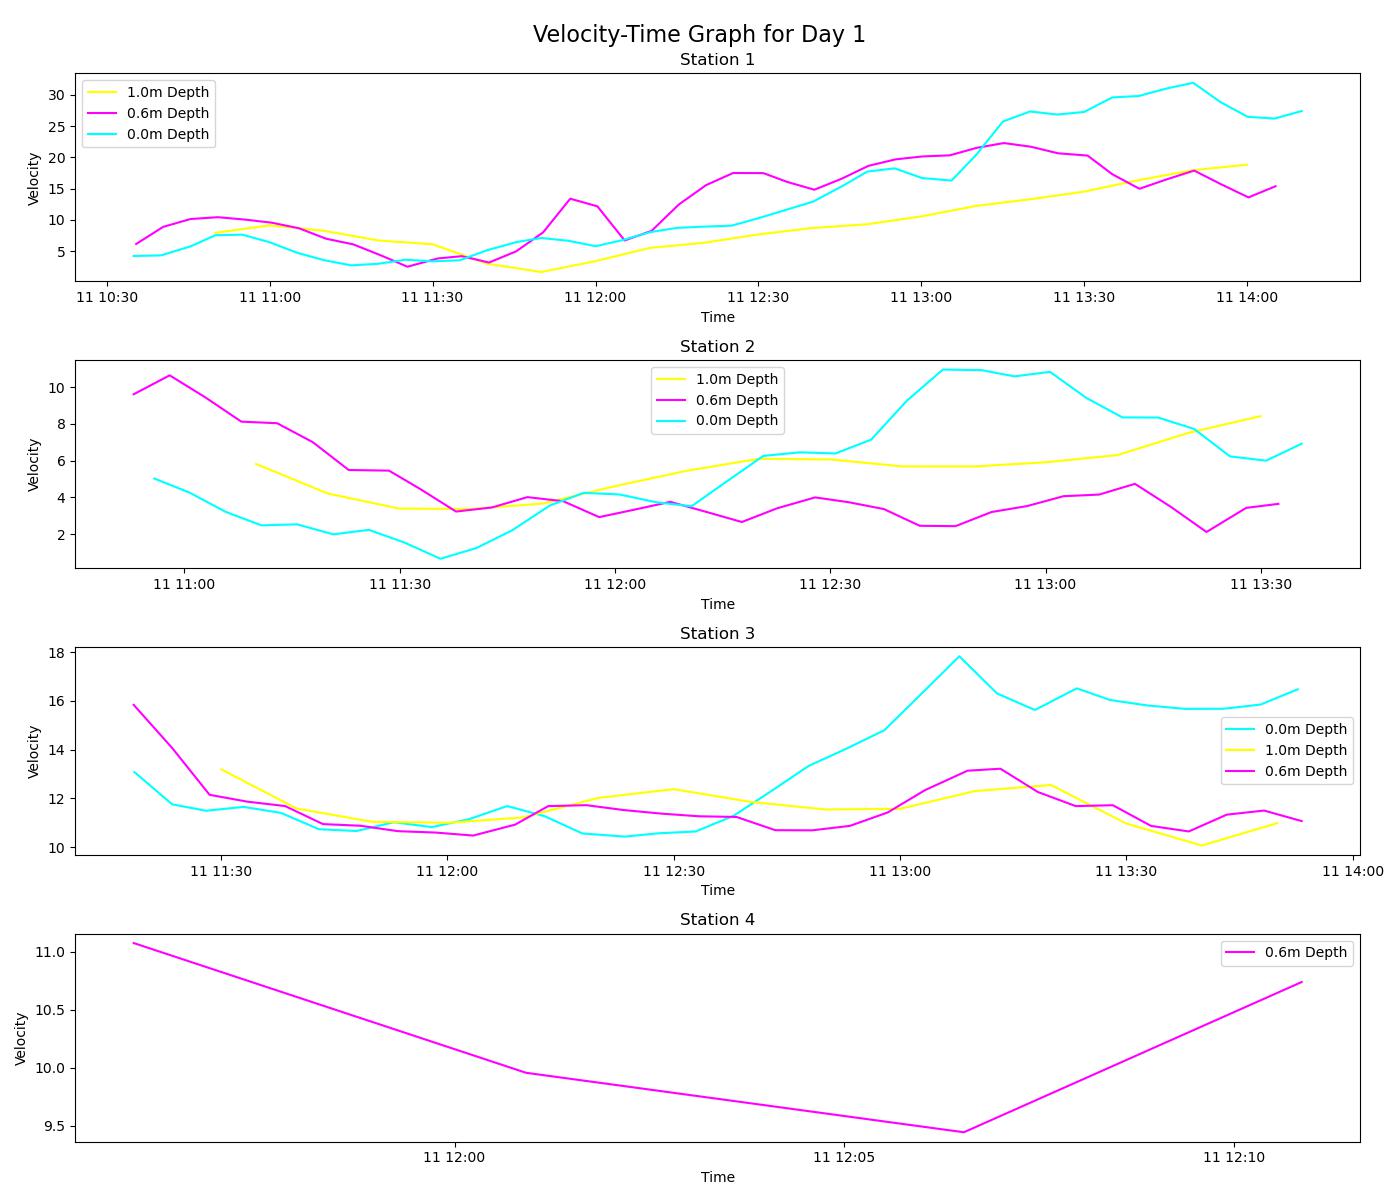 Velocity-Time Graph for Day 1
Station 1
1.0m Depth
0.6m Depth
0.0m Depth
Velocity
30
25
20
15
10
5
11 10:30 11 11:00 11 11:30 11 12:00 11 12:30 11 13:00 11 13:30 11 14:00
Time
Station 2
1.0m Depth
0.6m Depth
0.0m Depth
Velocity
10
8
6
4
2
11 11:00 11 11:30 11 12:00 11 12:30 11 13:00 11 13:30
Time
Station 3
0.0m Depth
1.0m Depth
0.6m Depth
Velocity
18
16
14
12
10
11 11:30 11 12:00 11 12:30 11 13:00 11 13:30 11 14:00
Time
Station 4
0.6m Depth
Velocity
11.0
10.5
10.0
9.5
11 12:00 11 12:05 11 12:10
Time